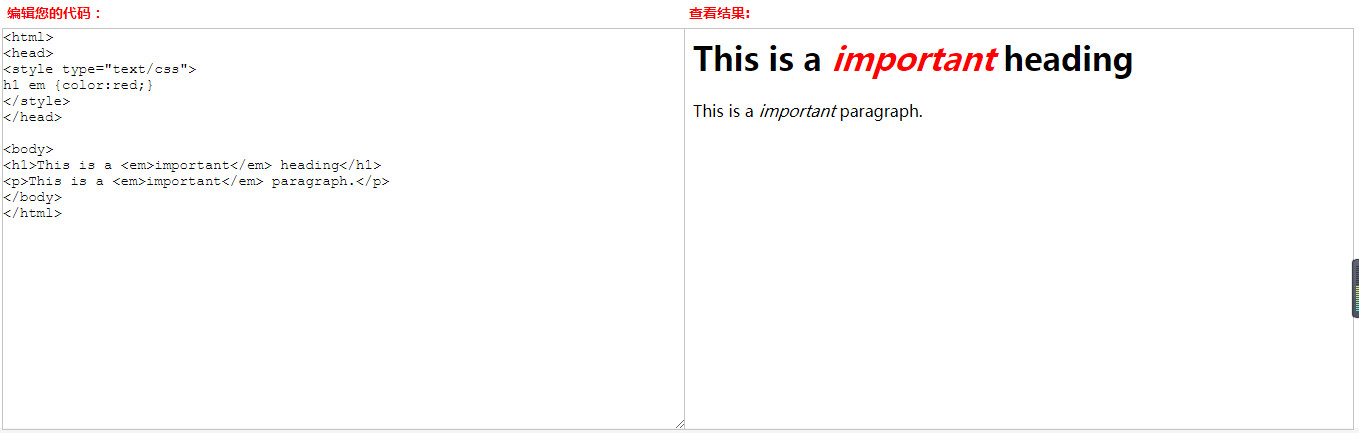 编辑您的代码：
查看结果:
<html>
<head>
<style type="text/css">
h1 em {color:red;}
</style>
</head>
<body>
<h1>This is a <em>important</em> heading</h1>
<p>This is a <em>important</em> paragraph.</p>
</body>
</html>
This is a important heading
This is a important paragraph.